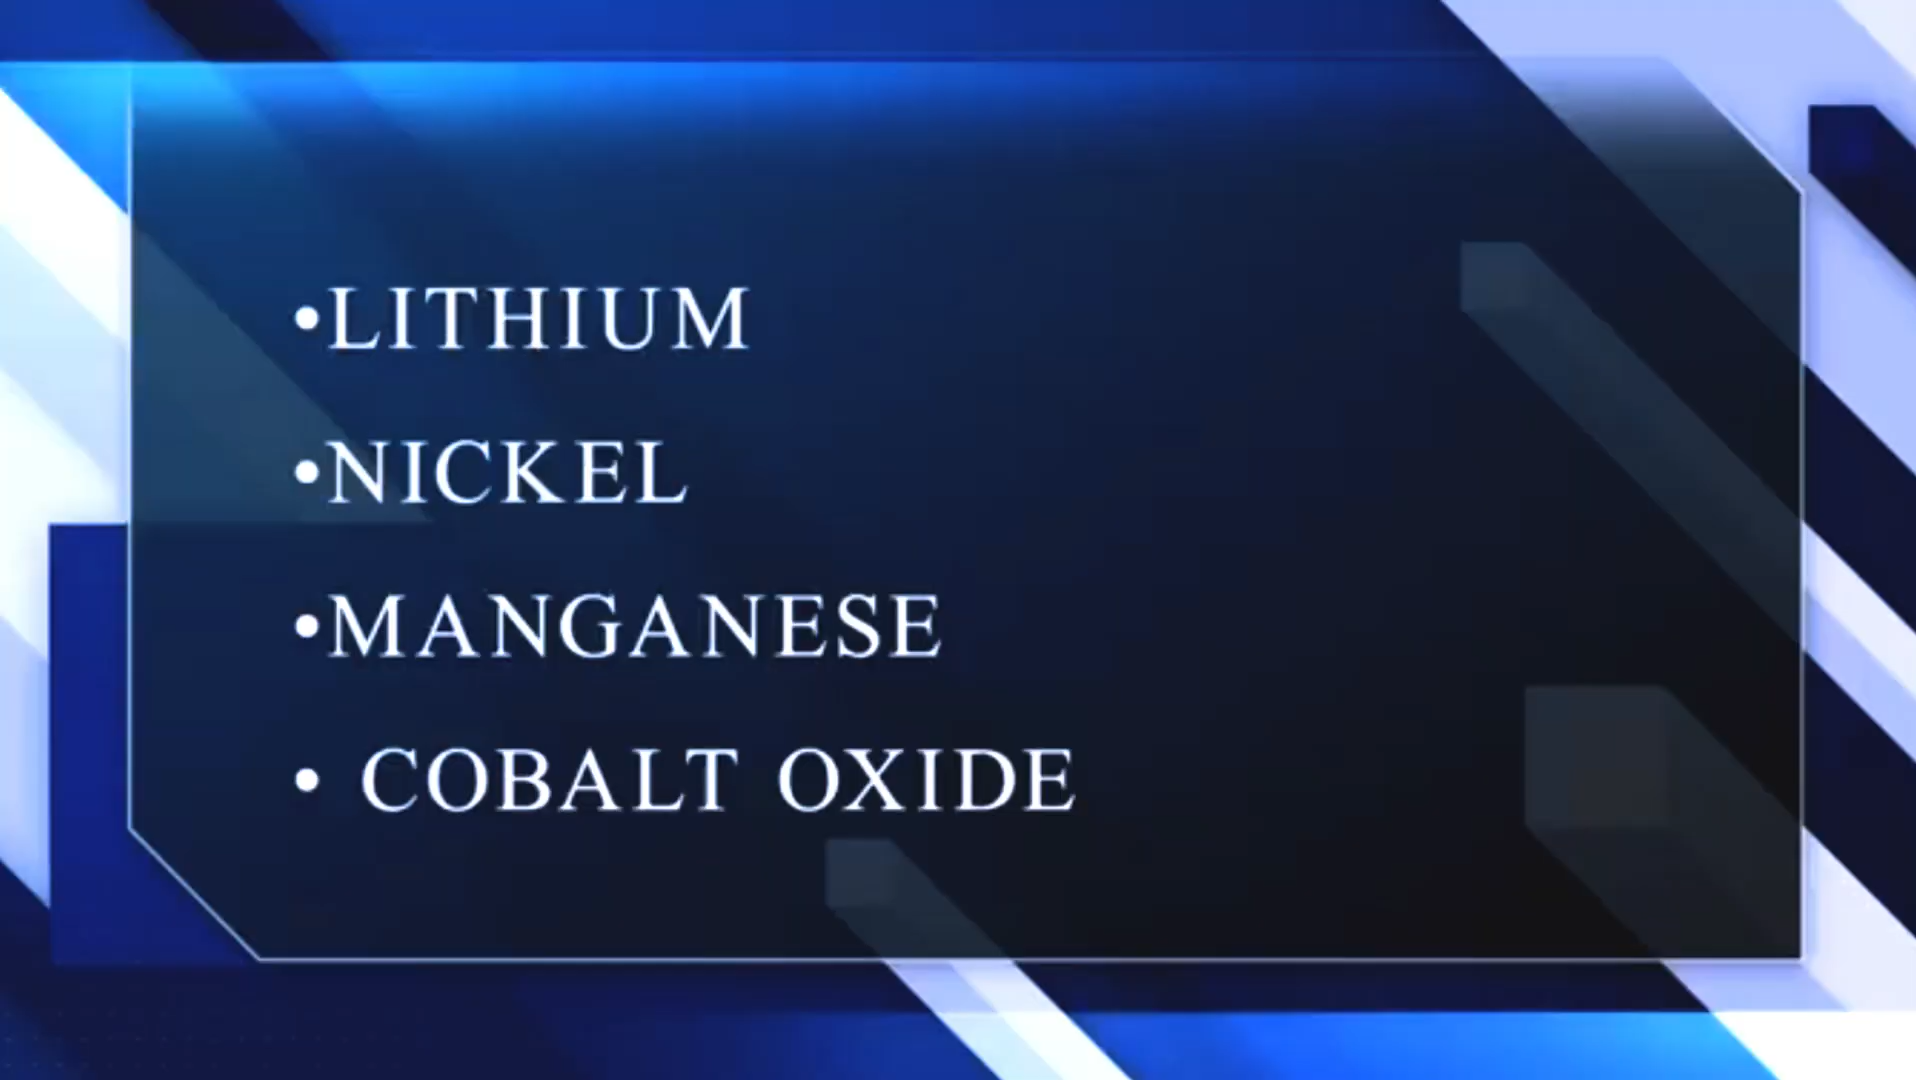 •LITHIUM
•NICKEL
•MANGANESE
• COBALT OXIDE